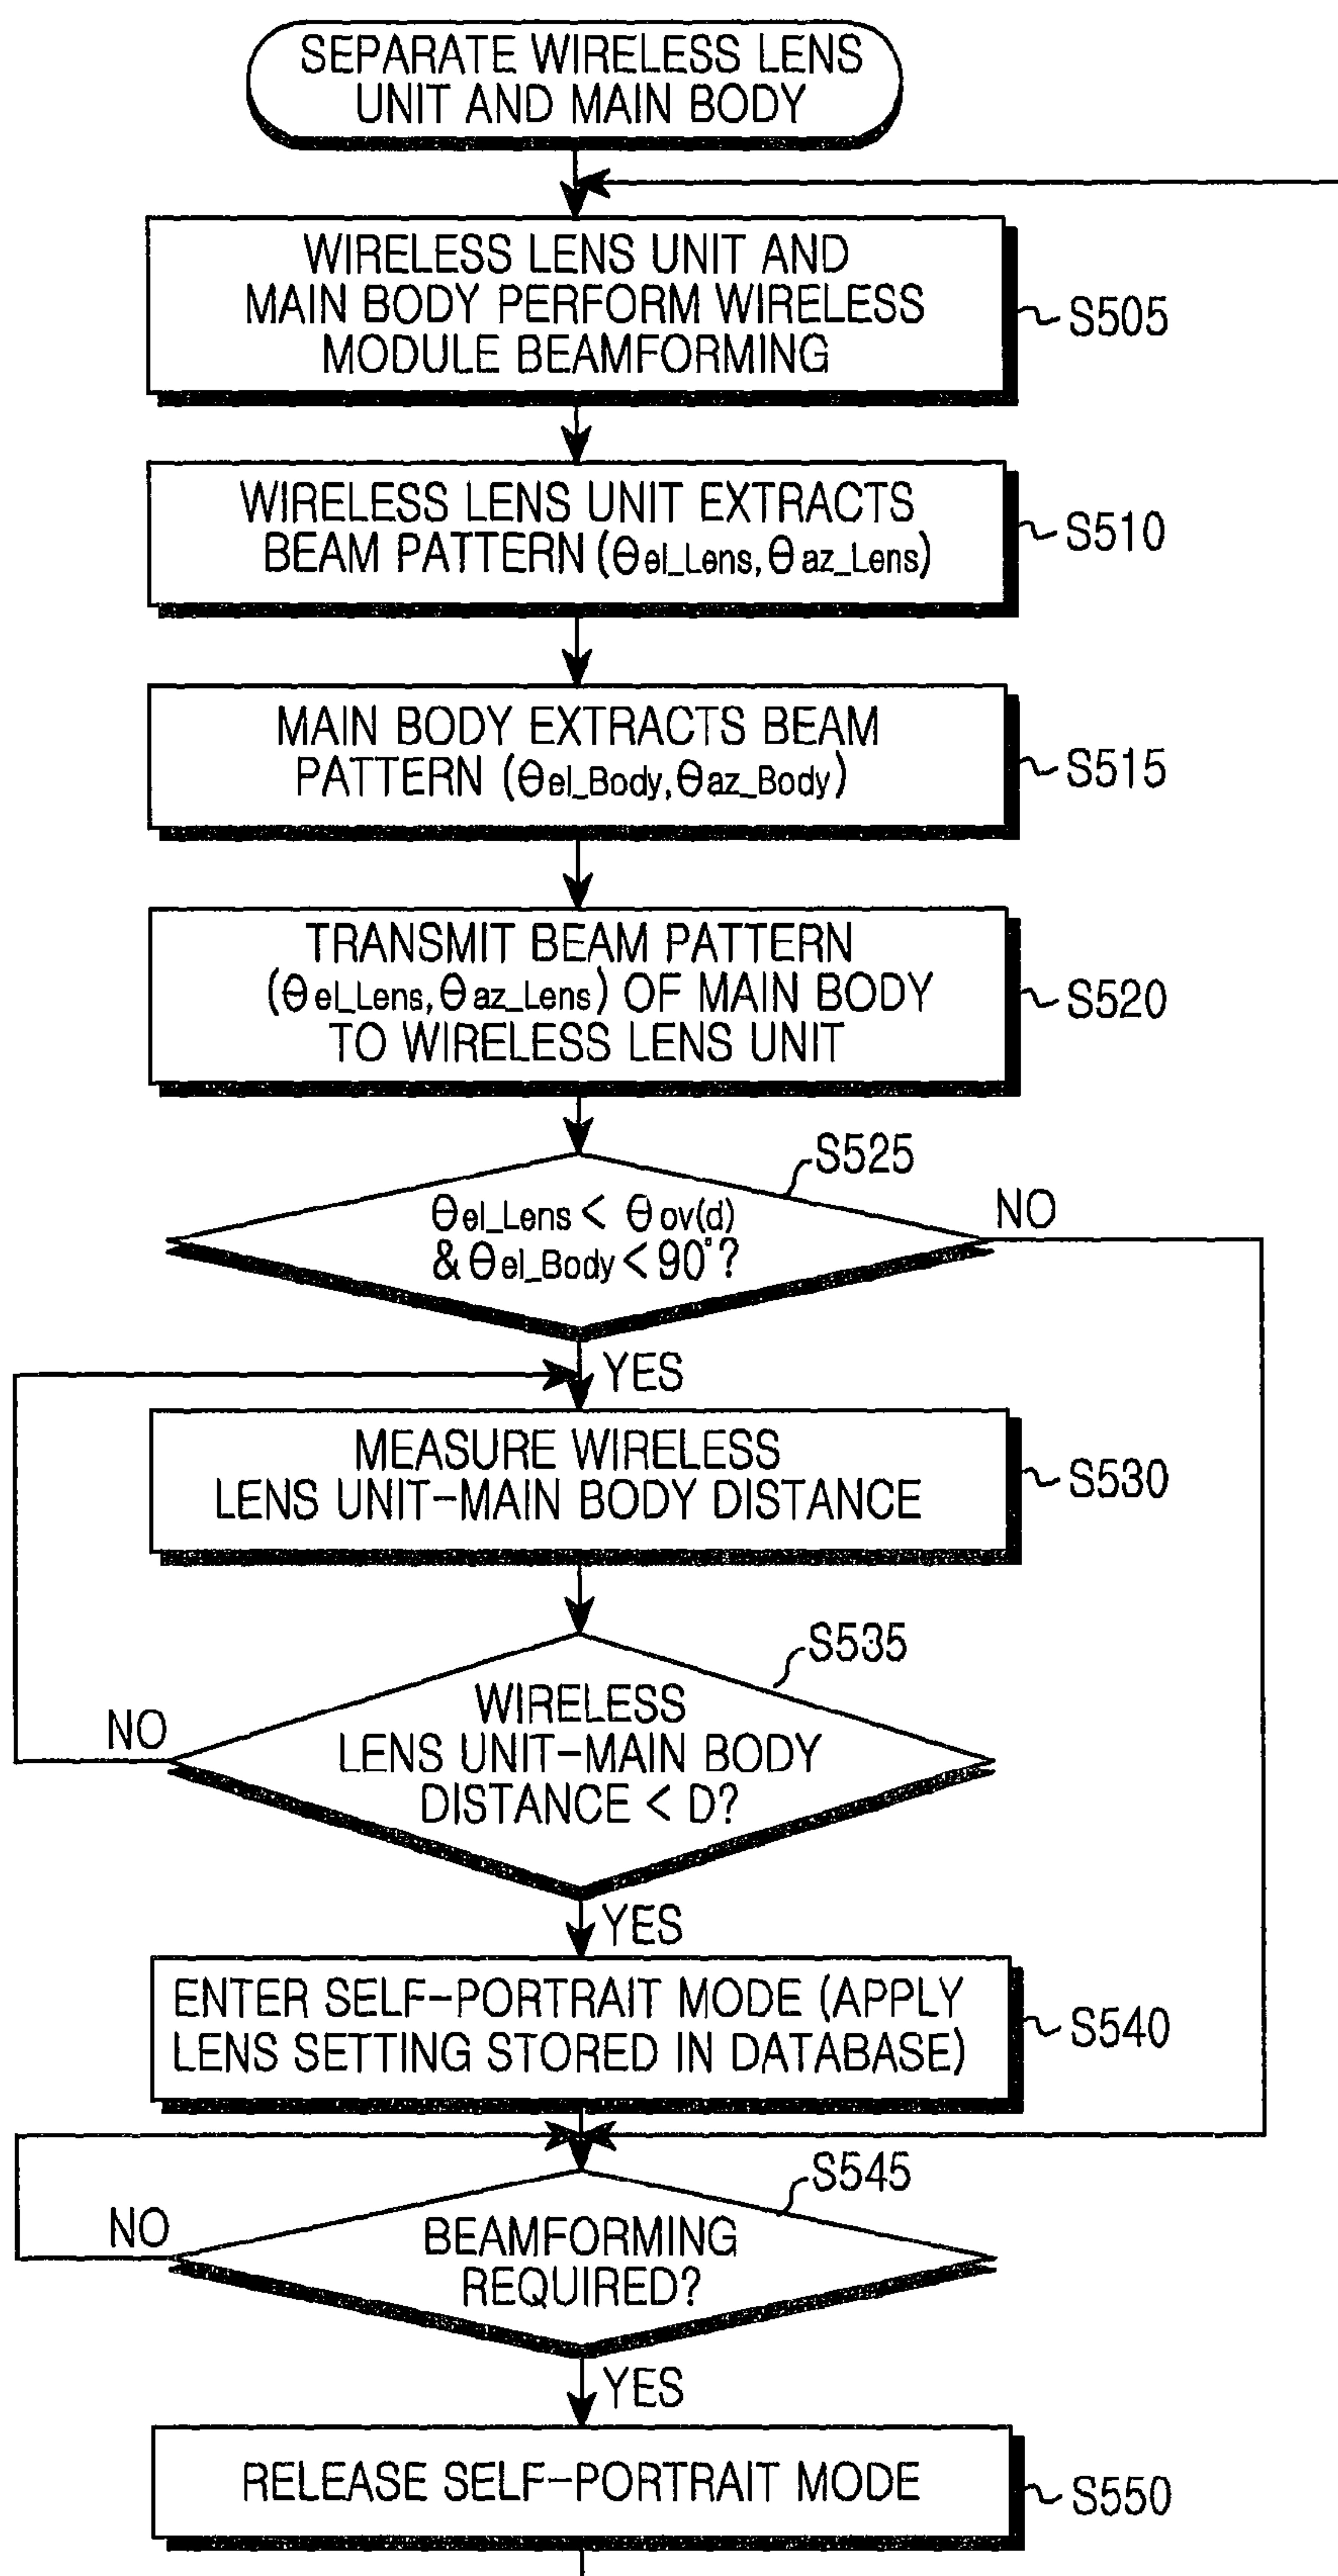 SEPARATE WIRELESS LENS
UNIT AND MAIN BODY
WIRELESS LENS UNIT AND
MAIN BODY PERFORM WIRELESS
MODULE BEAMFORMING
S505
WIRELESS LENS UNIT EXTRACTS
BEAM PATTERN (θel_Lens, θaz_Lens)
S510
MAIN BODY EXTRACTS BEAM
PATTERN (θel_Body, θaz_Body)
S515
TRANSMIT BEAM PATTERN
(θel_Lens, θaz_Lens) OF MAIN BODY
TO WIRELESS LENS UNIT
S520
S525
θel_Lens < θov(d)
& θel_Body < 90°?
NO
YES
MEASURE WIRELESS
LENS UNIT-MAIN BODY DISTANCE
S530
S535
WIRELESS
LENS UNIT-MAIN BODY
DISTANCE < D?
NO
YES
ENTER SELF-PORTRAIT MODE (APPLY
LENS SETTING STORED IN DATABASE)
S540
S545
BEAMFORMING
REQUIRED?
NO
YES
RELEASE SELF-PORTRAIT MODE
S550